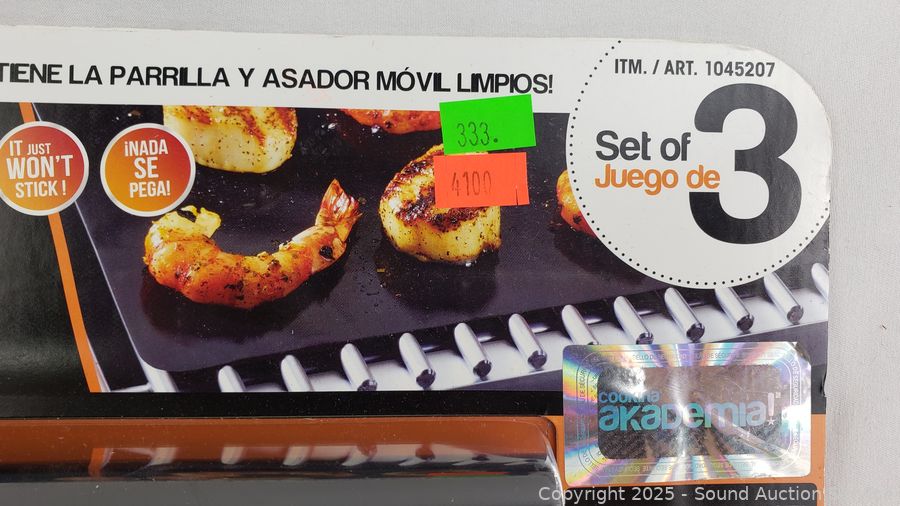 TIENE LA PARRILLA Y ASADOR MÓVIL LIMPIOS!
ITM. / ART. 1045207
Set of
Juego de
3
IT JUST
WON'T
STICK!
¡NADA
SE
PEGA!
333.
4100
cookina
AKADEMIA!
Copyright © 2025 - Sound Auction